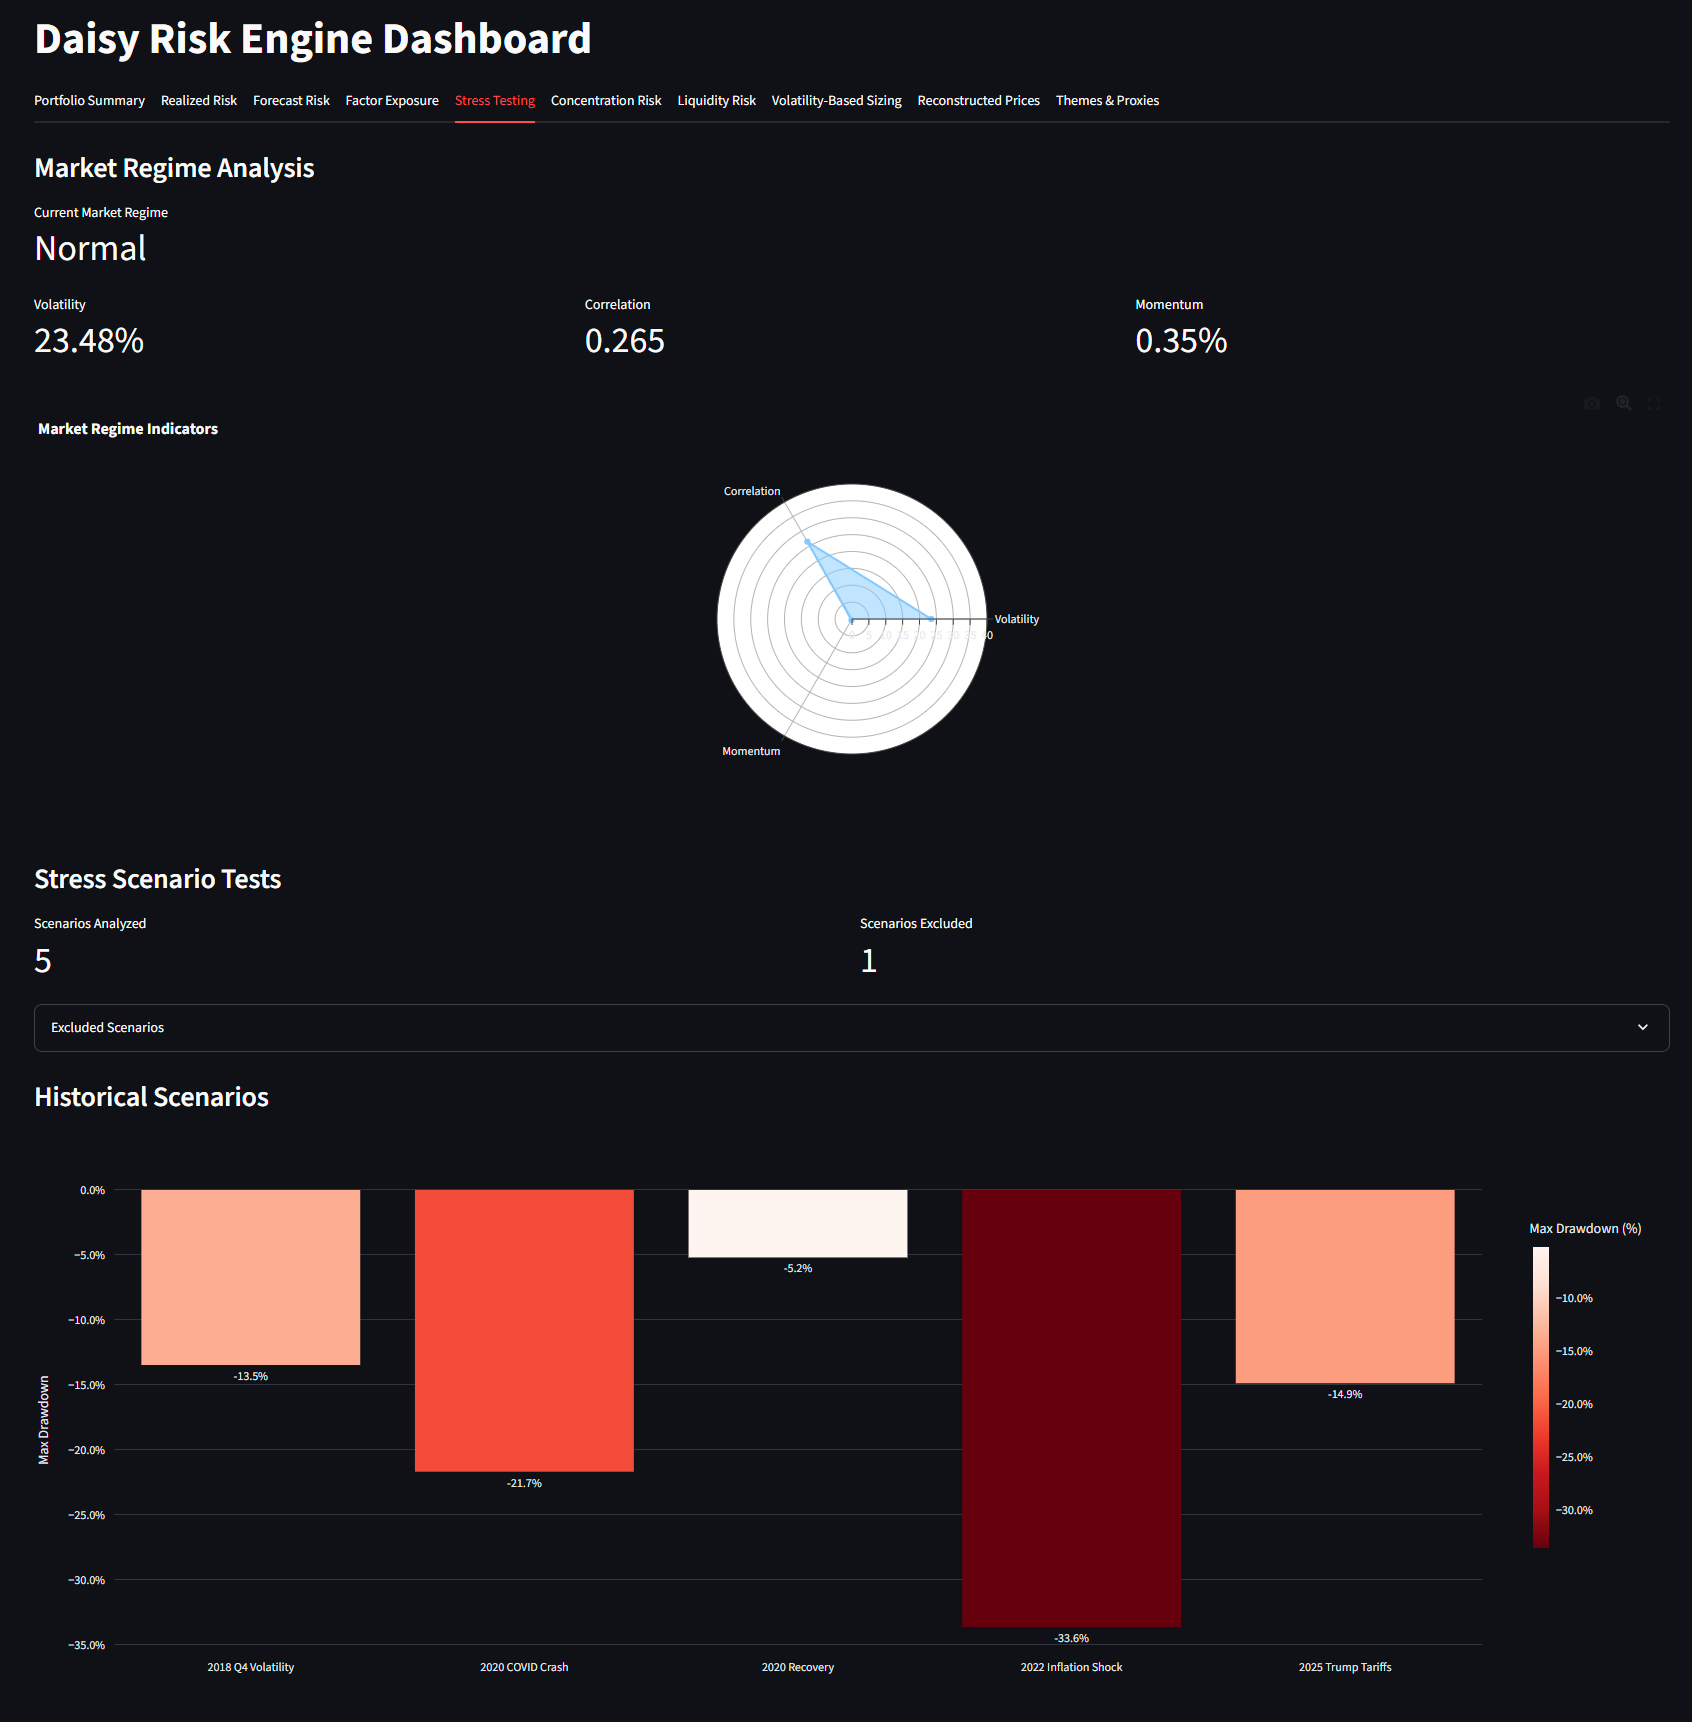 Daisy Risk Engine Dashboard
Portfolio Summary Realized Risk Forecast Risk Factor Exposure Stress Testing Concentration Risk Liquidity Risk Volatility-Based Sizing Reconstructed Prices Themes & Proxies
Market Regime Analysis
Current Market Regime
Normal
Volatility Correlation Momentum
23.48% 0.265 0.35%
Market Regime Indicators
Correlation
Volatility
0 5 10 15 20 25 30 35 40
Momentum
Stress Scenario Tests
Scenarios Analyzed Scenarios Excluded
5 1
Excluded Scenarios
Historical Scenarios
Max Drawdown
0.0%
−5.0%
−10.0%
−15.0%
−20.0%
−25.0%
−30.0%
−35.0%
-13.5%
-21.7%
-5.2%
-33.6%
-14.9%
2018 Q4 Volatility 2020 COVID Crash 2020 Recovery 2022 Inflation Shock 2025 Trump Tariffs
Max Drawdown (%)
−10.0%
−15.0%
−20.0%
−25.0%
−30.0%